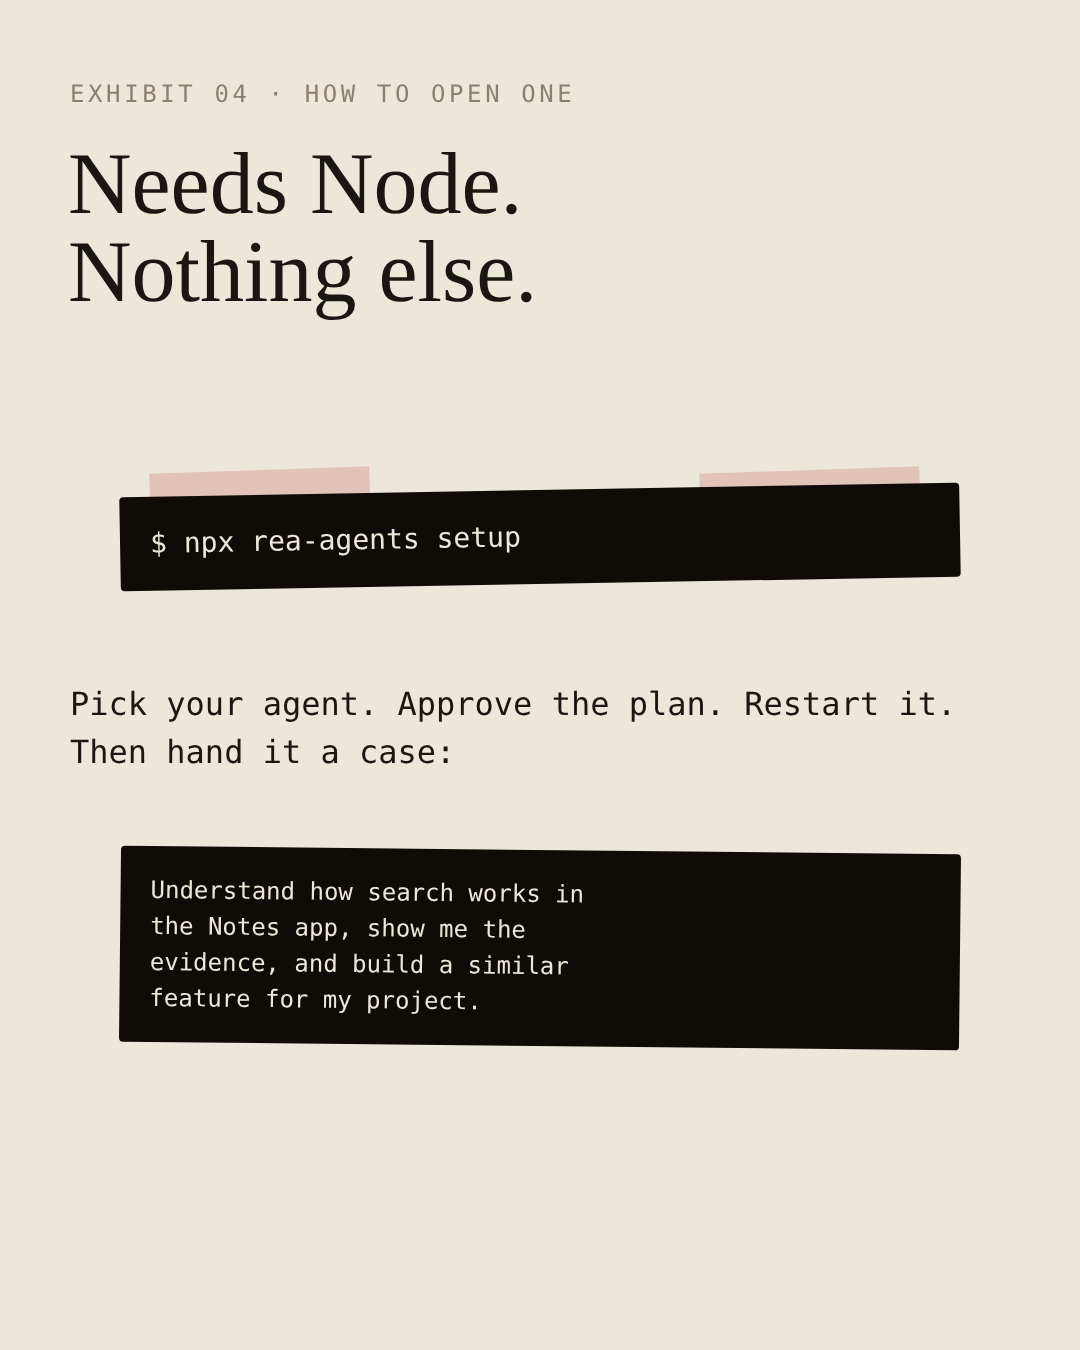 EXHIBIT 04 · HOW TO OPEN ONE
Needs Node.
Nothing else.
$ npx rea-agents setup
Pick your agent. Approve the plan. Restart it.
Then hand it a case:
Understand how search works in
the Notes app, show me the
evidence, and build a similar
feature for my project.